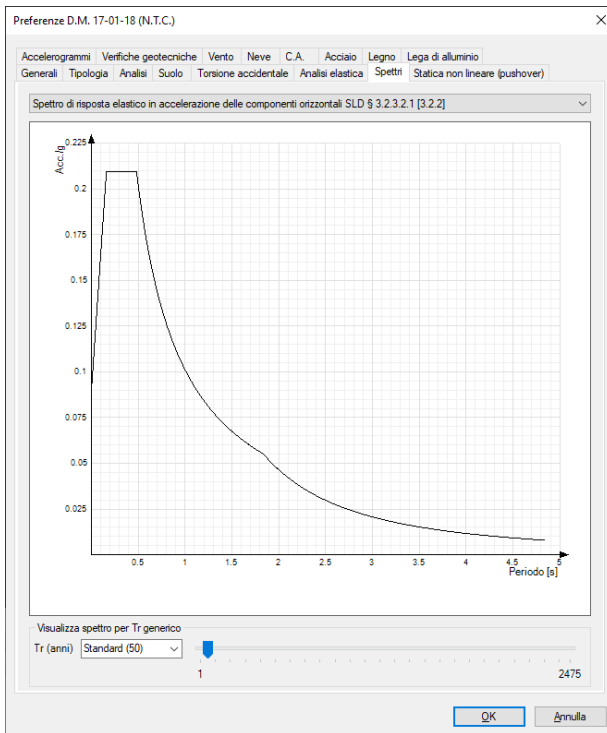 Preferenze D.M. 17-01-18 (N.T.C.)
Accelerogrammi Verifiche geotecniche Vento Neve C.A. Acciaio Legno Lega di alluminio
Generali Tipologia Analisi Suolo Torsione accidentale Analisi elastica Spettri Statica non lineare (pushover)
Spettro di risposta elastico in accelerazione delle componenti orizzontali SLD § 3.2.3.2.1 [3.2.2]
Acc./g
0.225
0.2
0.175
0.15
0.125
0.1
0.075
0.05
0.025
0.5 1 1.5 2 2.5 3 3.5 4 4.5 5
Periodo [s]
Visualizza spettro per Tr generico
Tr (anni) Standard (50)
1 2475
OK Annulla